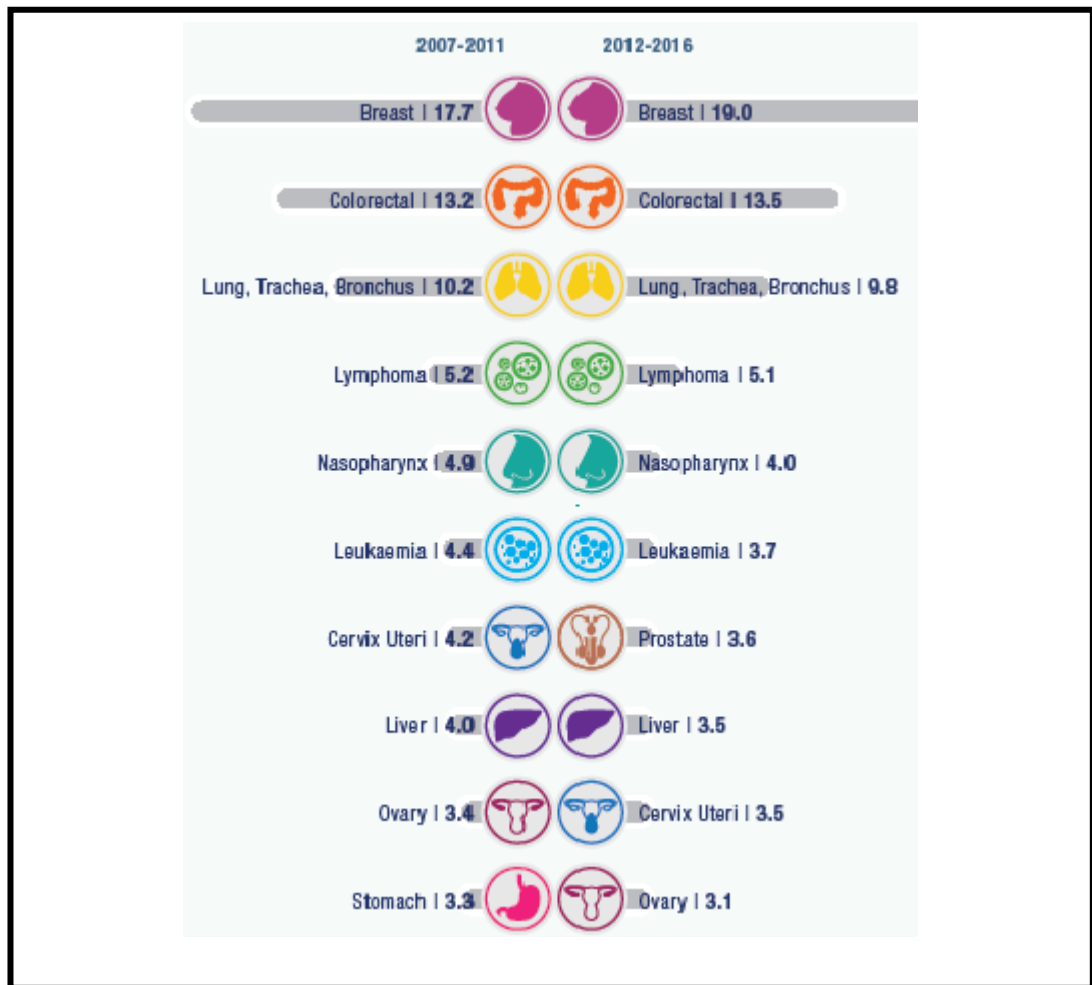 2007-2011 2012-2016
Breast | 17.7 Breast | 19.0
Colorectal | 13.2 Colorectal | 13.5
Lung, Trachea, Bronchus | 10.2 Lung, Trachea, Bronchus | 9.8
Lymphoma | 5.2 Lymphoma | 5.1
Nasopharynx | 4.9 Nasopharynx | 4.0
Leukaemia | 4.4 Leukaemia | 3.7
Cervix Uteri | 4.2 Prostate | 3.6
Liver | 4.0 Liver | 3.5
Ovary | 3.4 Cervix Uteri | 3.5
Stomach | 3.3 Ovary | 3.1